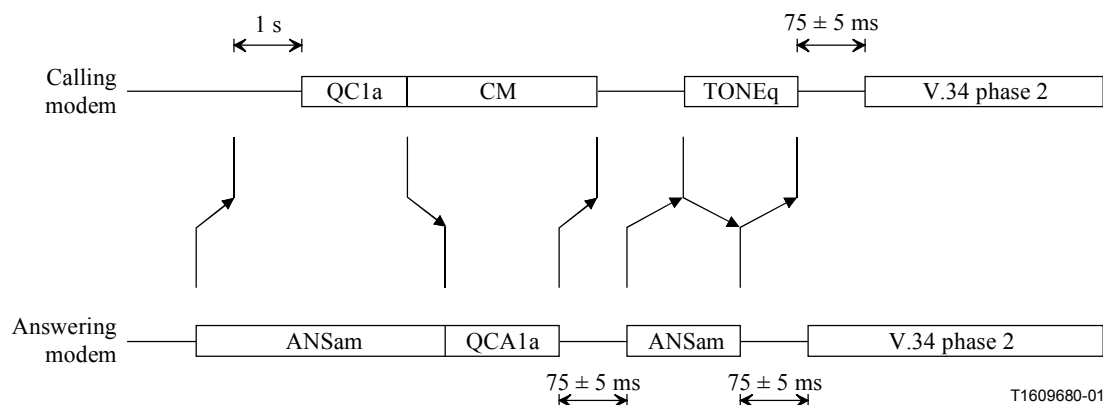 1 s
75 ± 5 ms
Calling modem
QC1a
CM
TONEq
V.34 phase 2
Answering modem
ANSam
QCA1a
ANSam
V.34 phase 2
75 ± 5 ms
75 ± 5 ms
T1609680-01